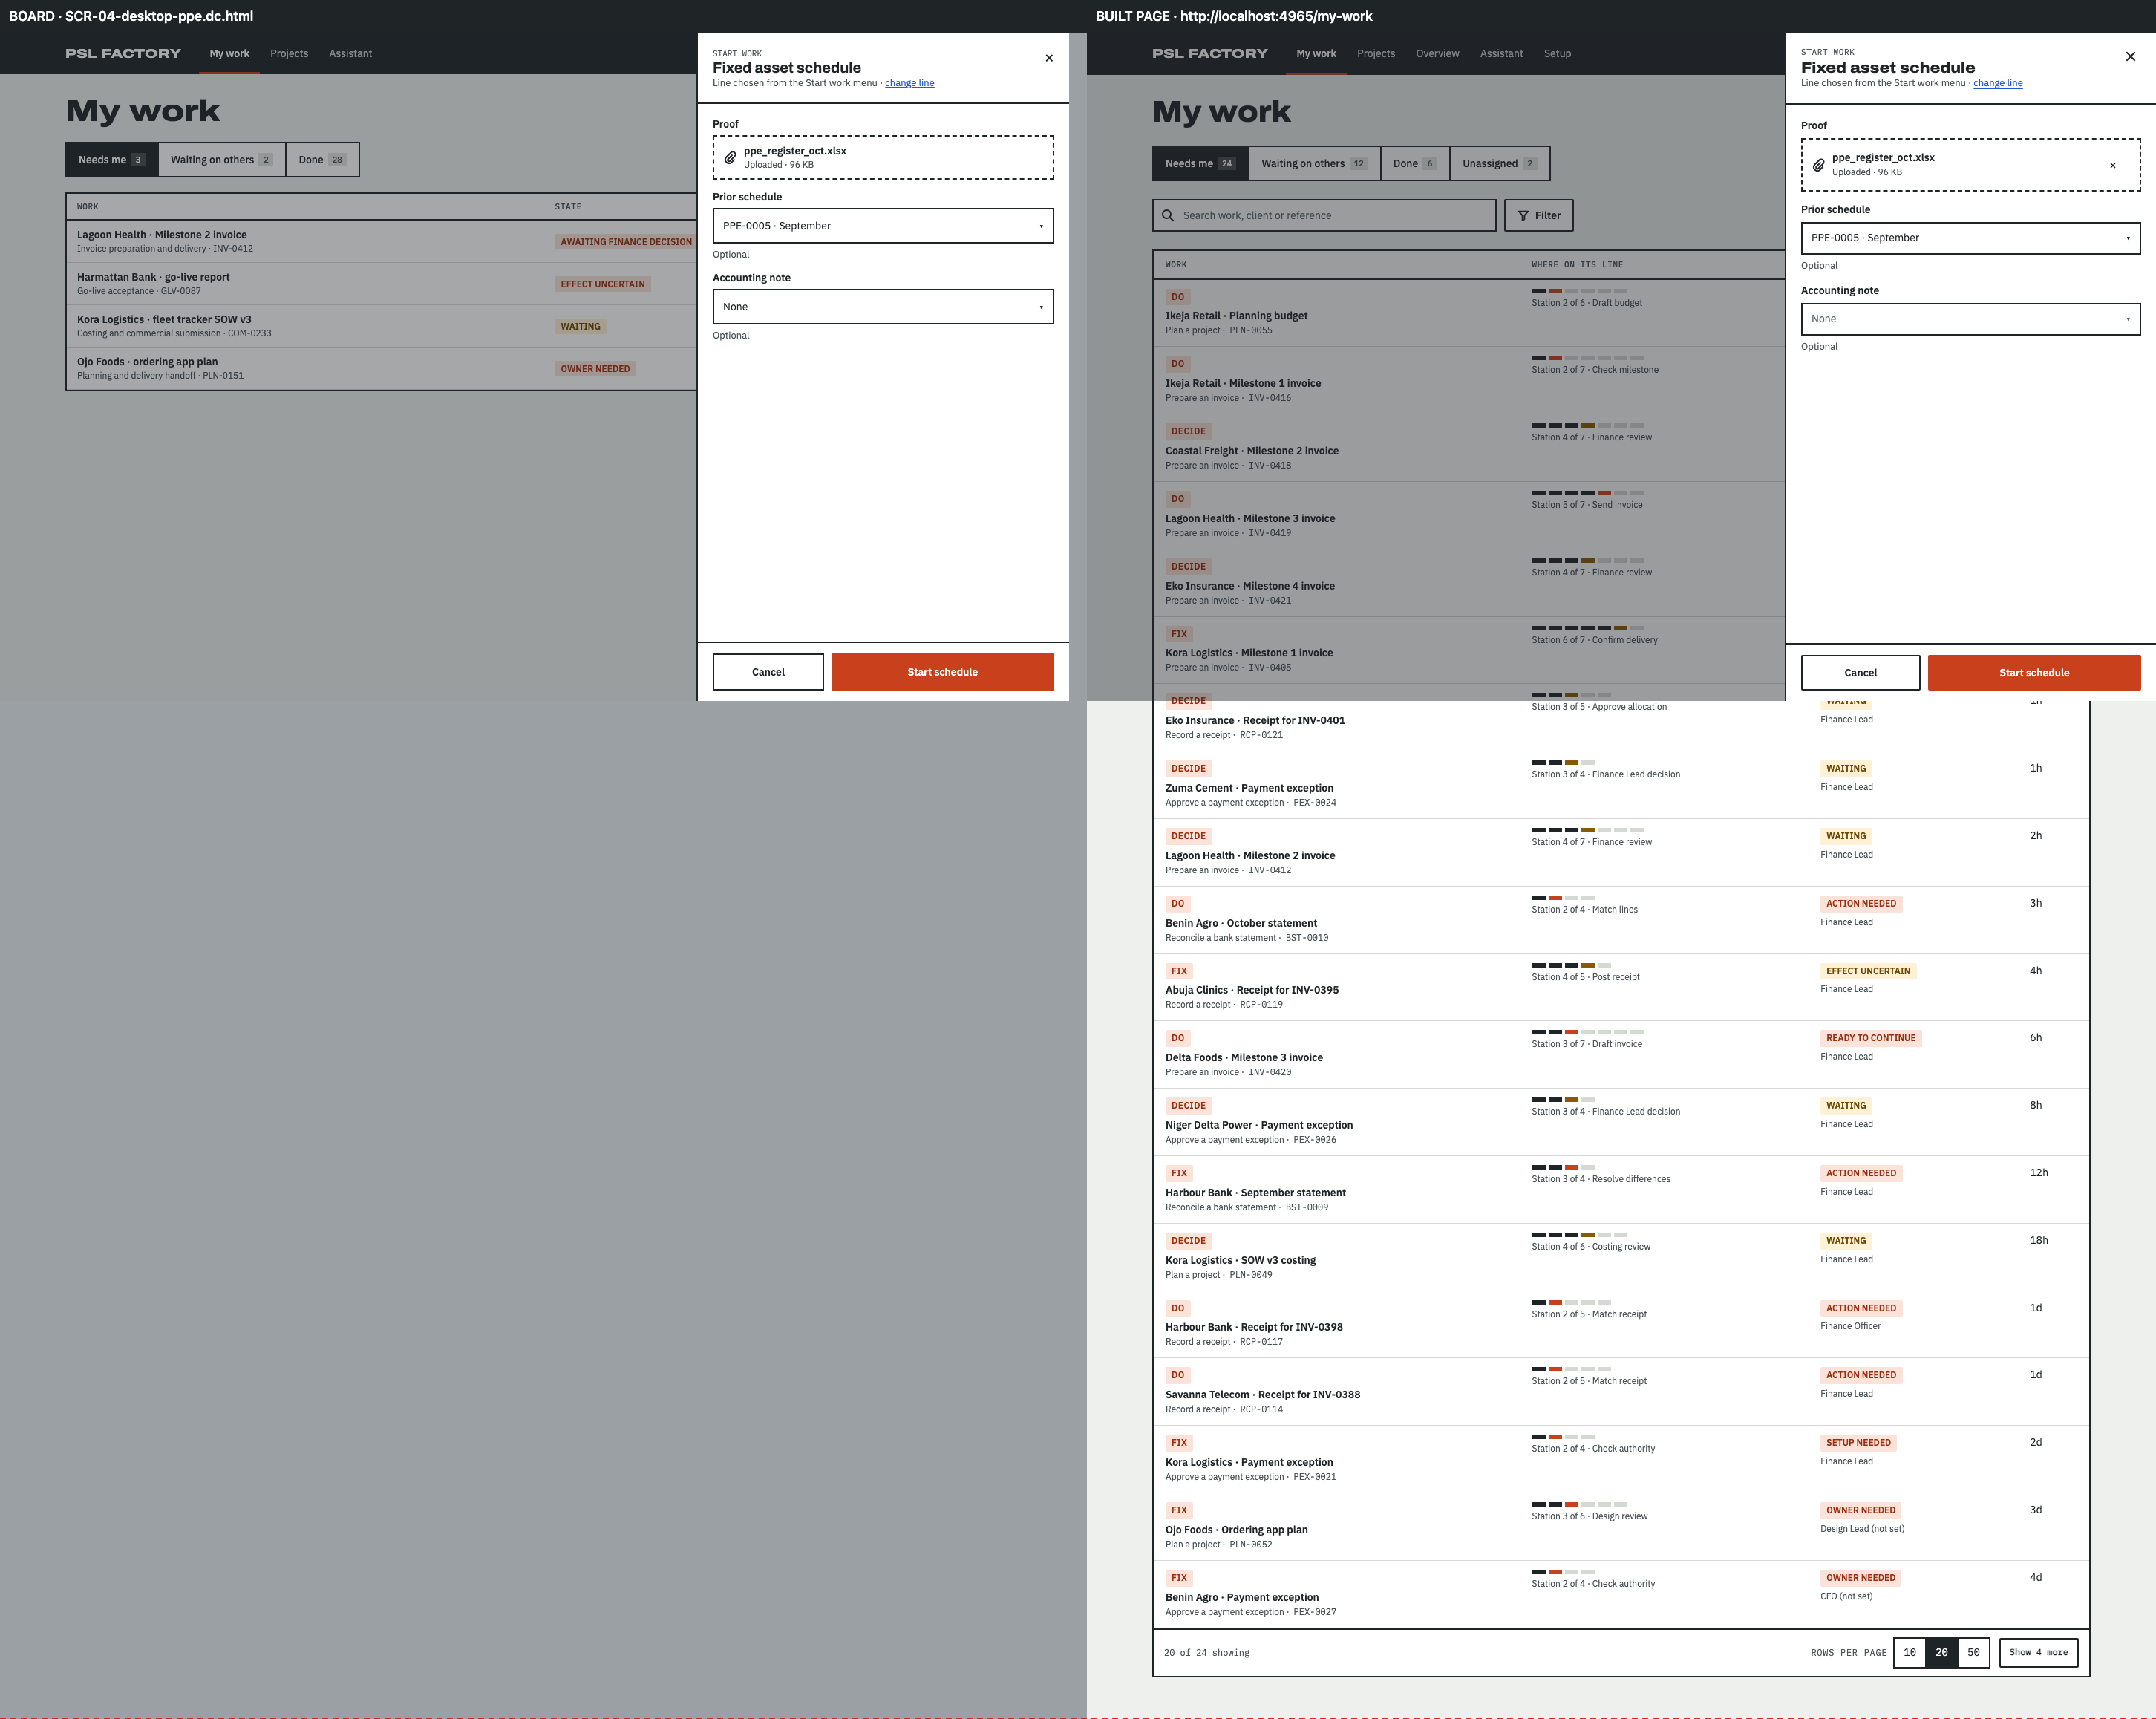 BOARD · SCR-04-desktop-ppe.dc.html
PSL FACTORY My work Projects Assistant
My work
Needs me 3 Waiting on others 2 Done 28
WORK STATE
Lagoon Health · Milestone 2 invoice
Invoice preparation and delivery · INV-0412
AWAITING FINANCE DECISION
Harmattan Bank · go-live report
Go-live acceptance · GLV-0087
EFFECT UNCERTAIN
Kora Logistics · fleet tracker SOW v3
Costing and commercial submission · COM-0233
WAITING
Ojo Foods · ordering app plan
Planning and delivery handoff · PLN-0151
OWNER NEEDED
START WORK
Fixed asset schedule
Line chosen from the Start work menu · change line
Proof
ppe_register_oct.xlsx
Uploaded · 96 KB
Prior schedule
PPE-0005 · September
Optional
Accounting note
None
Optional
Cancel Start schedule
BUILT PAGE · http://localhost:4965/my-work
PSL FACTORY My work Projects Overview Assistant Setup
My work
Needs me 24 Waiting on others 12 Done 6 Unassigned 2
Search work, client or reference Filter
WORK WHERE ON ITS LINE
DO
Ikeja Retail · Planning budget
Plan a project · PLN-0055
Station 2 of 6 · Draft budget
DO
Ikeja Retail · Milestone 1 invoice
Prepare an invoice · INV-0416
Station 2 of 7 · Check milestone
DECIDE
Coastal Freight · Milestone 2 invoice
Prepare an invoice · INV-0418
Station 4 of 7 · Finance review
DO
Lagoon Health · Milestone 3 invoice
Prepare an invoice · INV-0419
Station 5 of 7 · Send invoice
DECIDE
Eko Insurance · Milestone 4 invoice
Prepare an invoice · INV-0421
Station 4 of 7 · Finance review
FIX
Kora Logistics · Milestone 1 invoice
Prepare an invoice · INV-0405
Station 6 of 7 · Confirm delivery
START WORK
Fixed asset schedule
Line chosen from the Start work menu · change line
Proof
ppe_register_oct.xlsx
Uploaded · 96 KB
Prior schedule
PPE-0005 · September
Optional
Accounting note
None
Optional
Cancel Start schedule
DECIDE
Eko Insurance · Receipt for INV-0401
Record a receipt · RCP-0121
Station 3 of 5 · Approve allocation
WAITING
Finance Lead
1h
DECIDE
Zuma Cement · Payment exception
Approve a payment exception · PEX-0024
Station 3 of 4 · Finance Lead decision
WAITING
Finance Lead
1h
DECIDE
Lagoon Health · Milestone 2 invoice
Prepare an invoice · INV-0412
Station 4 of 7 · Finance review
WAITING
Finance Lead
2h
DO
Benin Agro · October statement
Reconcile a bank statement · BST-0010
Station 2 of 4 · Match lines
ACTION NEEDED
Finance Lead
3h
FIX
Abuja Clinics · Receipt for INV-0395
Record a receipt · RCP-0119
Station 4 of 5 · Post receipt
EFFECT UNCERTAIN
Finance Lead
4h
DO
Delta Foods · Milestone 3 invoice
Prepare an invoice · INV-0420
Station 3 of 7 · Draft invoice
READY TO CONTINUE
Finance Lead
6h
DECIDE
Niger Delta Power · Payment exception
Approve a payment exception · PEX-0026
Station 3 of 4 · Finance Lead decision
WAITING
Finance Lead
8h
FIX
Harbour Bank · September statement
Reconcile a bank statement · BST-0009
Station 3 of 4 · Resolve differences
ACTION NEEDED
Finance Lead
12h
DECIDE
Kora Logistics · SOW v3 costing
Plan a project · PLN-0049
Station 4 of 6 · Costing review
WAITING
Finance Lead
18h
DO
Harbour Bank · Receipt for INV-0398
Record a receipt · RCP-0117
Station 2 of 5 · Match receipt
ACTION NEEDED
Finance Officer
1d
DO
Savanna Telecom · Receipt for INV-0388
Record a receipt · RCP-0114
Station 2 of 5 · Match receipt
ACTION NEEDED
Finance Lead
1d
FIX
Kora Logistics · Payment exception
Approve a payment exception · PEX-0021
Station 2 of 4 · Check authority
SETUP NEEDED
Finance Lead
2d
FIX
Ojo Foods · Ordering app plan
Plan a project · PLN-0052
Station 3 of 6 · Design review
OWNER NEEDED
Design Lead (not set)
3d
FIX
Benin Agro · Payment exception
Approve a payment exception · PEX-0027
Station 2 of 4 · Check authority
OWNER NEEDED
CFO (not set)
4d
20 of 24 showing ROWS PER PAGE 10 20 50 Show 4 more